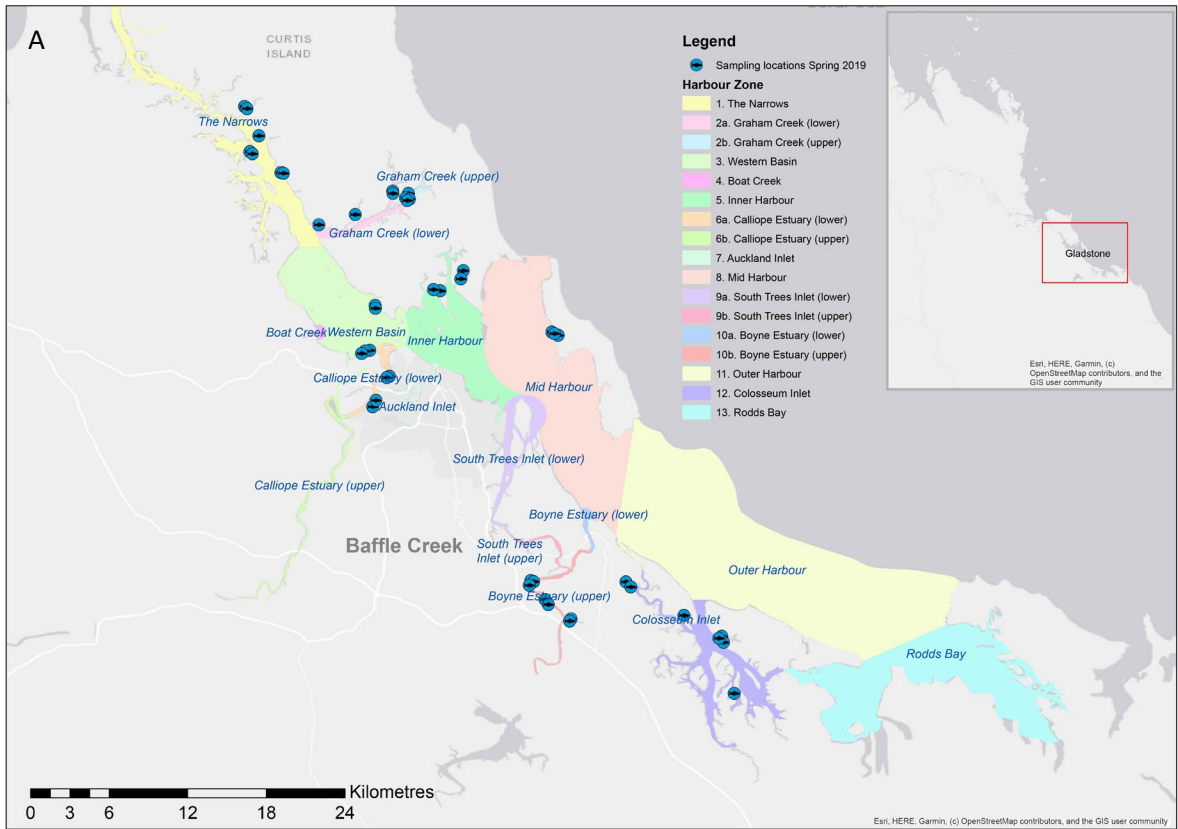 A
CURTIS
ISLAND
The Narrows
Graham Creek (upper)
Graham Creek (lower)
Boat Creek
Western Basin
Inner Harbour
Calliope Estuary (lower)
Auckland Inlet
Mid Harbour
South Trees Inlet (lower)
Calliope Estuary (upper)
Boyne Estuary (lower)
Baffle Creek
South Trees
Inlet (upper)
Boyne Estuary (upper)
Outer Harbour
Colosseum Inlet
Rodds Bay
Legend
Sampling locations Spring 2019
Harbour Zone
1. The Narrows
2a. Graham Creek (lower)
2b. Graham Creek (upper)
3. Western Basin
4. Boat Creek
5. Inner Harbour
6a. Calliope Estuary (lower)
6b. Calliope Estuary (upper)
7. Auckland Inlet
8. Mid Harbour
9a. South Trees Inlet (lower)
9b. South Trees Inlet (upper)
10a. Boyne Estuary (lower)
10b. Boyne Estuary (upper)
11. Outer Harbour
12. Colosseum Inlet
13. Rodds Bay
Gladstone
Esri, HERE, Garmin, (c)
OpenStreetMap contributors, and the
GIS user community
Kilometres
0 3 6 12 18 24
Esri, HERE, Garmin, (c) OpenStreetMap contributors, and the GIS user community